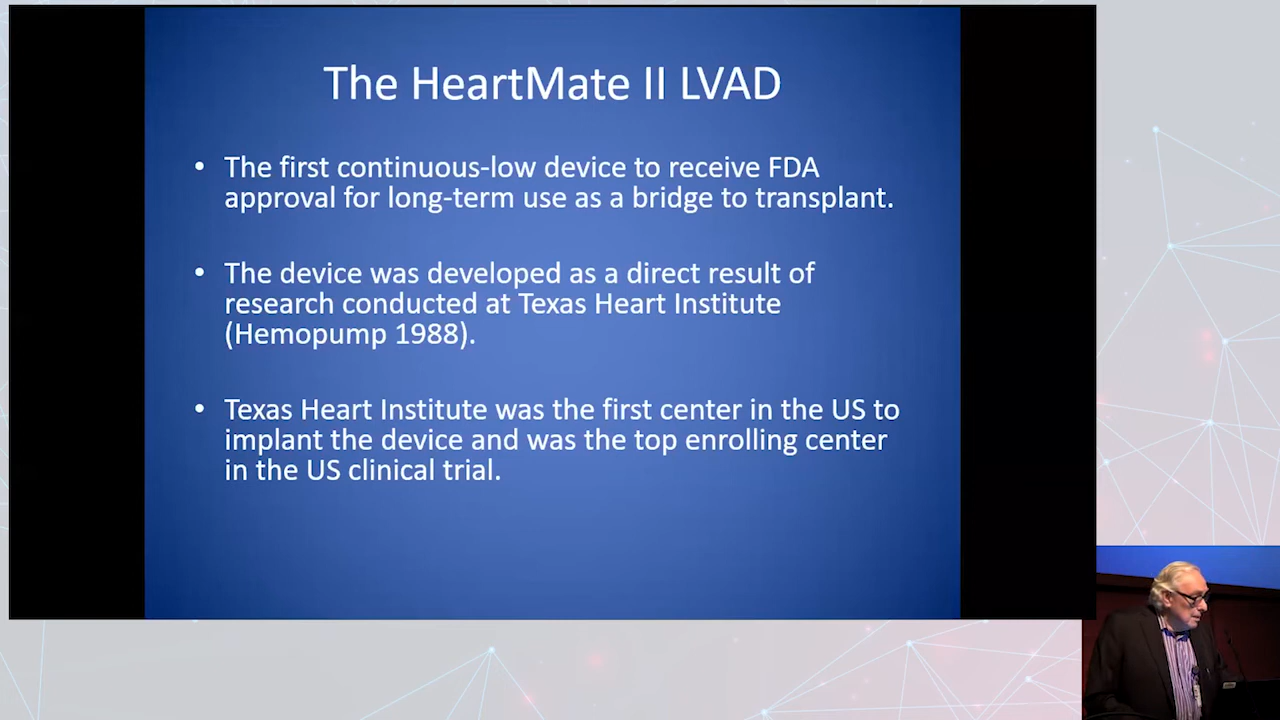 The HeartMate II LVAD
• The first continuous-low device to receive FDA
approval for long-term use as a bridge to transplant.
• The device was developed as a direct result of
research conducted at Texas Heart Institute
(Hemopump 1988).
• Texas Heart Institute was the first center in the US to
implant the device and was the top enrolling center
in the US clinical trial.